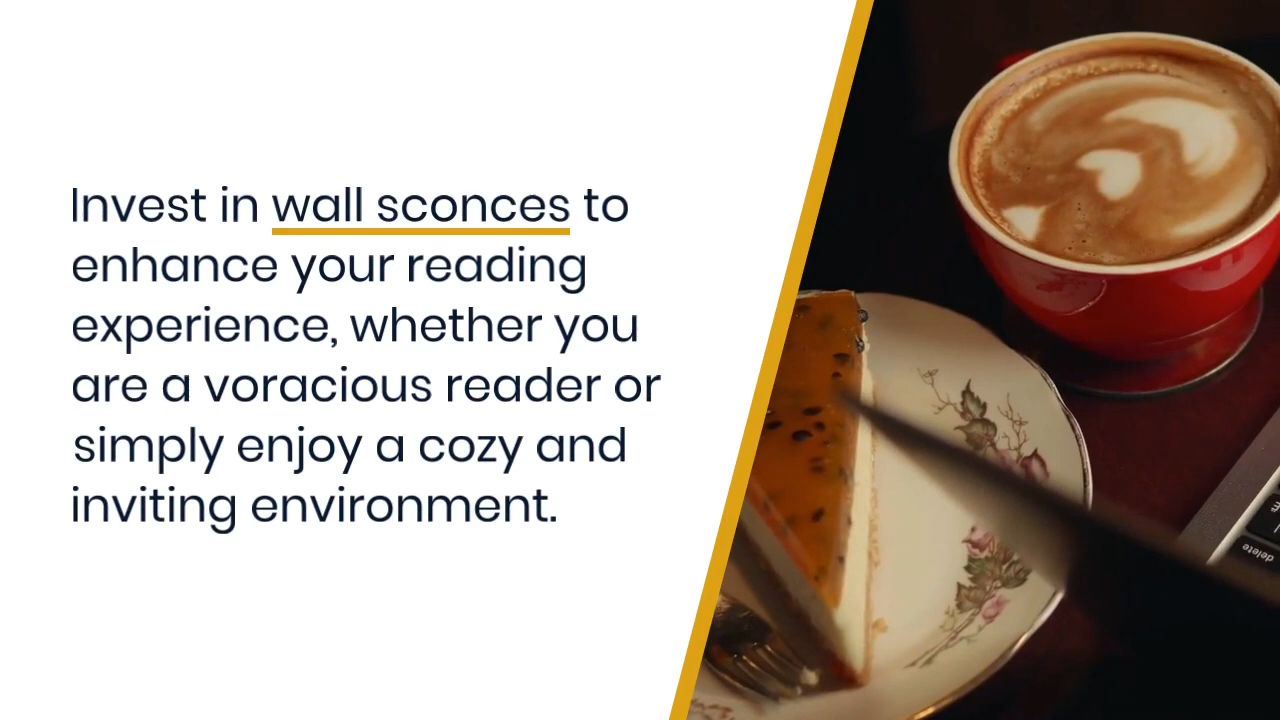 Invest in wall sconces to
enhance your reading
experience, whether you
are a voracious reader or
simply enjoy a cozy and
inviting environment.
delete